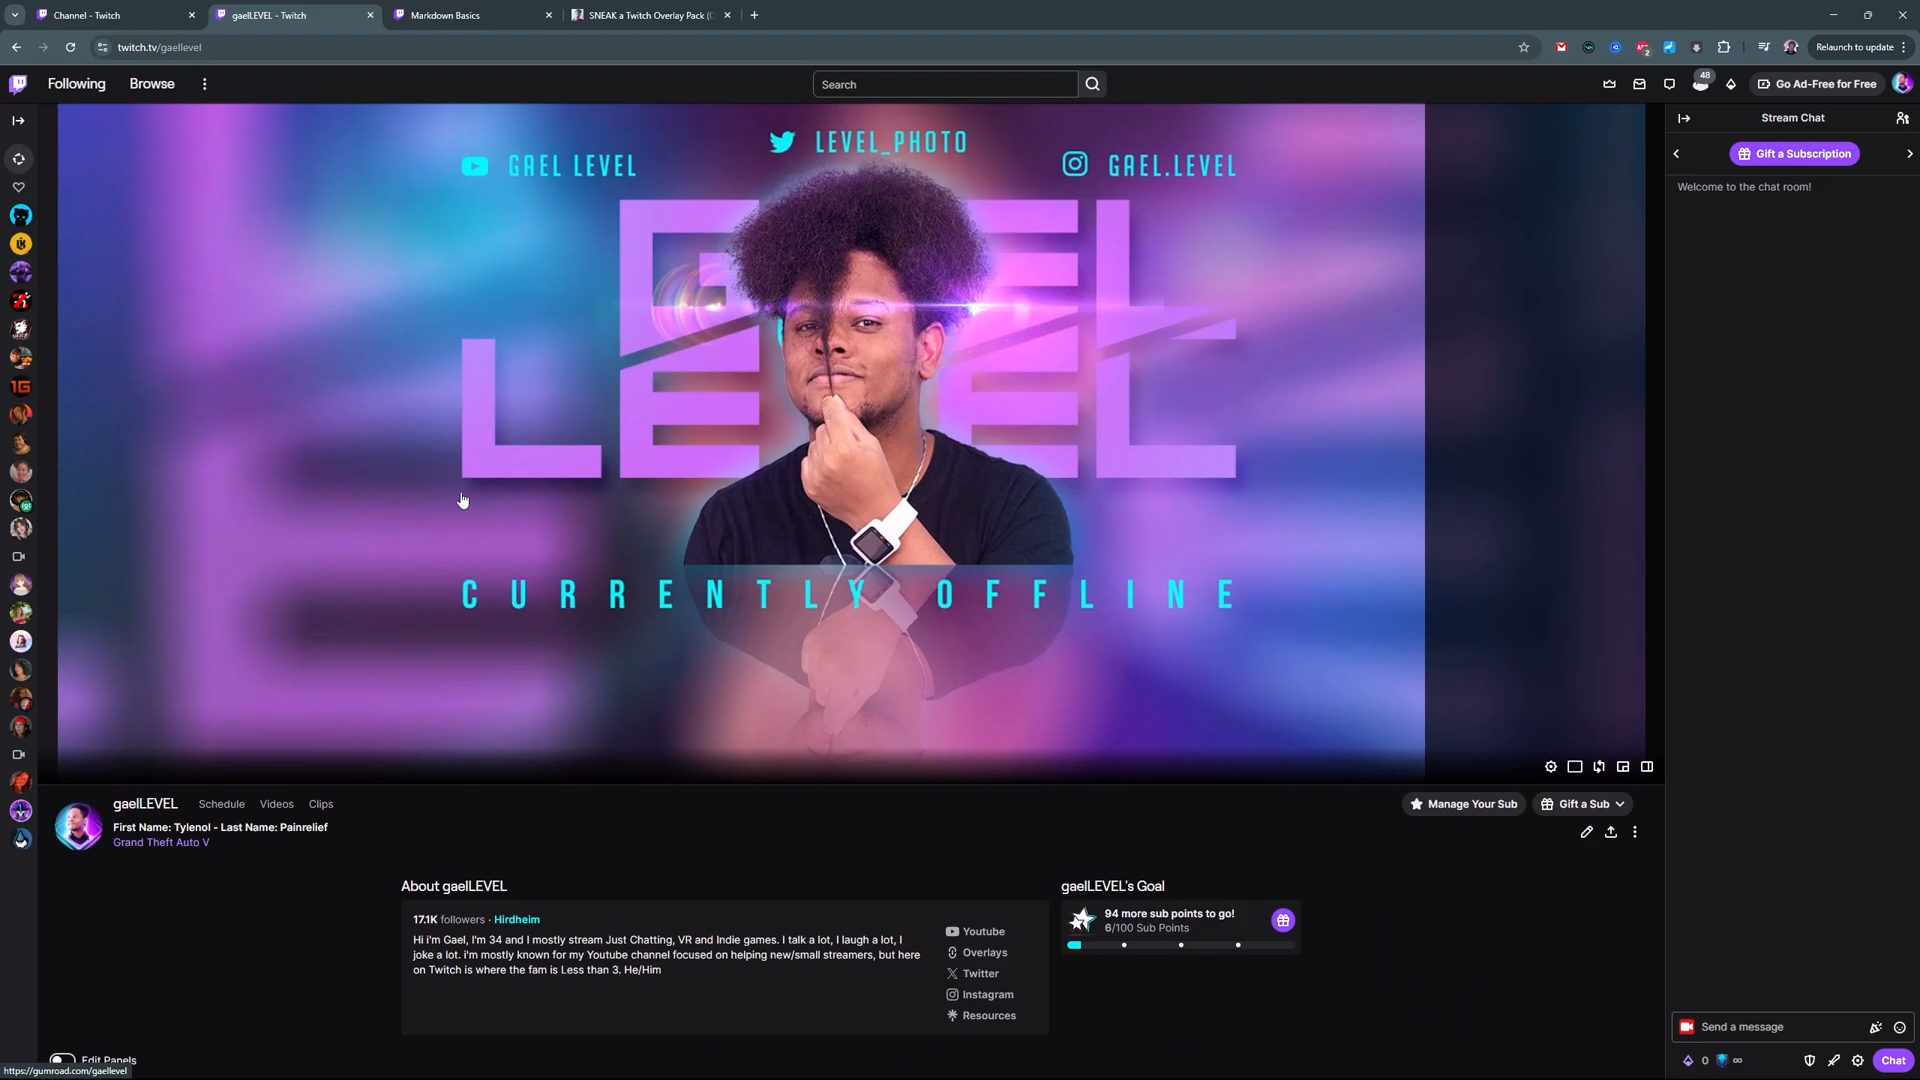 Channel - Twitch
gaelLEVEL - Twitch
Markdown Basics
SNEAK a Twitch Overlay Pack (
twitch.tv/gaellevel
2
Relaunch to update
Following
Browse
Search
48
Go Ad-Free for Free
Stream Chat
Gift a Subscription
Welcome to the chat room!
LEVEL_PHOTO
GAEL LEVEL
GAEL.LEVEL
GAEL
LEVEL
CURRENTLY OFFLINE
1G
gaelLEVEL
Schedule
Videos
Clips
Manage Your Sub
Gift a Sub
First Name: Tylenol - Last Name: Painrelief
Grand Theft Auto V
About gaelLEVEL
gaelLEVEL's Goal
17.1K followers · Hirdheim
Hi i'm Gael, I'm 34 and I mostly stream Just Chatting, VR and Indie games. I talk a lot, I laugh a lot, I
joke a lot. i'm mostly known for my Youtube channel focused on helping new/small streamers, but here
on Twitch is where the fam is Less than 3. He/Him
Youtube
Overlays
Twitter
Instagram
Resources
94 more sub points to go!
6/100 Sub Points
Send a message
Edit Panels
https://gumroad.com/gaellevel
0
∞
Chat